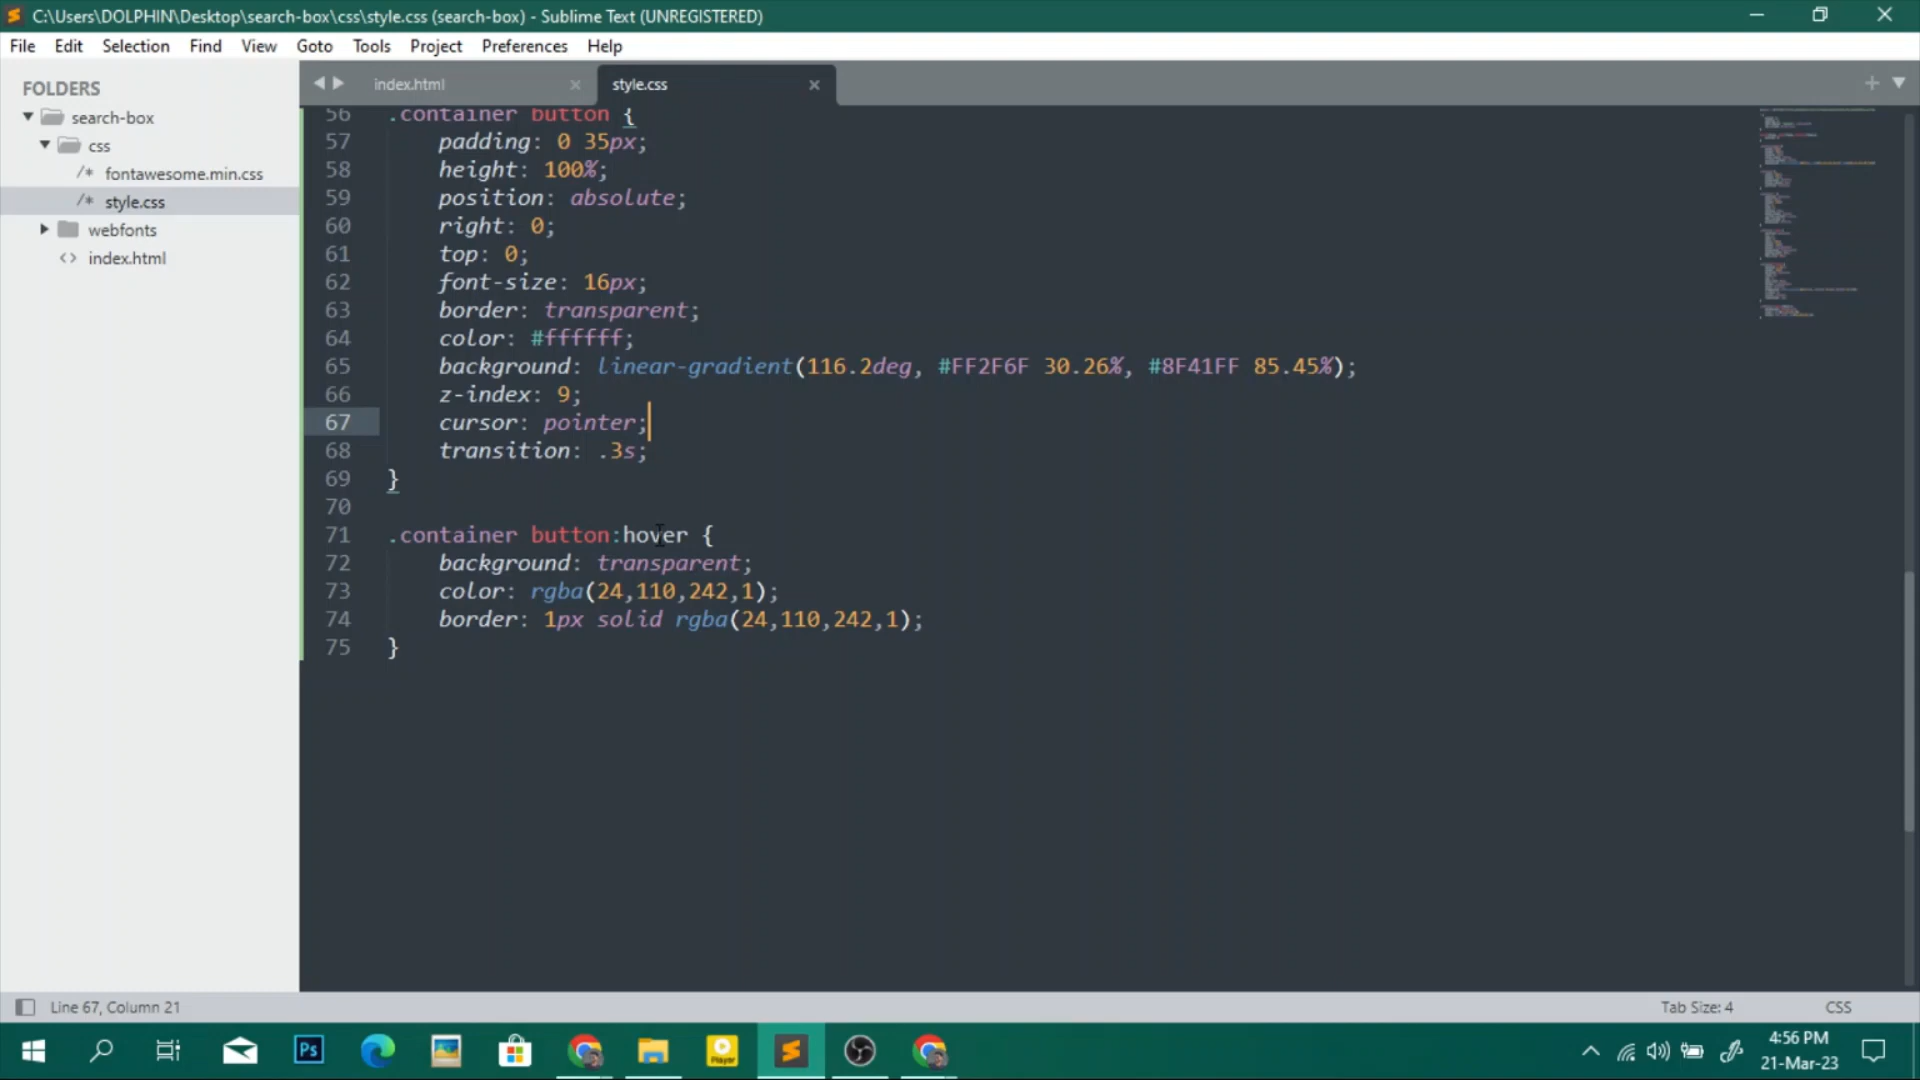 C:\Users\DOLPHIN\Desktop\search-box\css\style.css (search-box) - Sublime Text (UNREGISTERED)
File Edit Selection Find View Goto Tools Project Preferences Help
FOLDERS
search-box
css
/* fontawesome.min.css
/* style.css
webfonts
<> index.html
index.html
style.css
56 .container button {
57 padding: 0 35px;
58 height: 100%;
59 position: absolute;
60 right: 0;
61 top: 0;
62 font-size: 16px;
63 border: transparent;
64 color: #ffffff;
65 background: linear-gradient(116.2deg, #FF2F6F 30.26%, #8F41FF 85.45%);
66 z-index: 9;
67 cursor: pointer;
68 transition: .3s;
69 }
70
71 .container button:hover {
72 background: transparent;
73 color: rgba(24,110,242,1);
74 border: 1px solid rgba(24,110,242,1);
75 }
Line 67, Column 21
Tab Size: 4
CSS
Ps
Player
4:56 PM
21-Mar-23